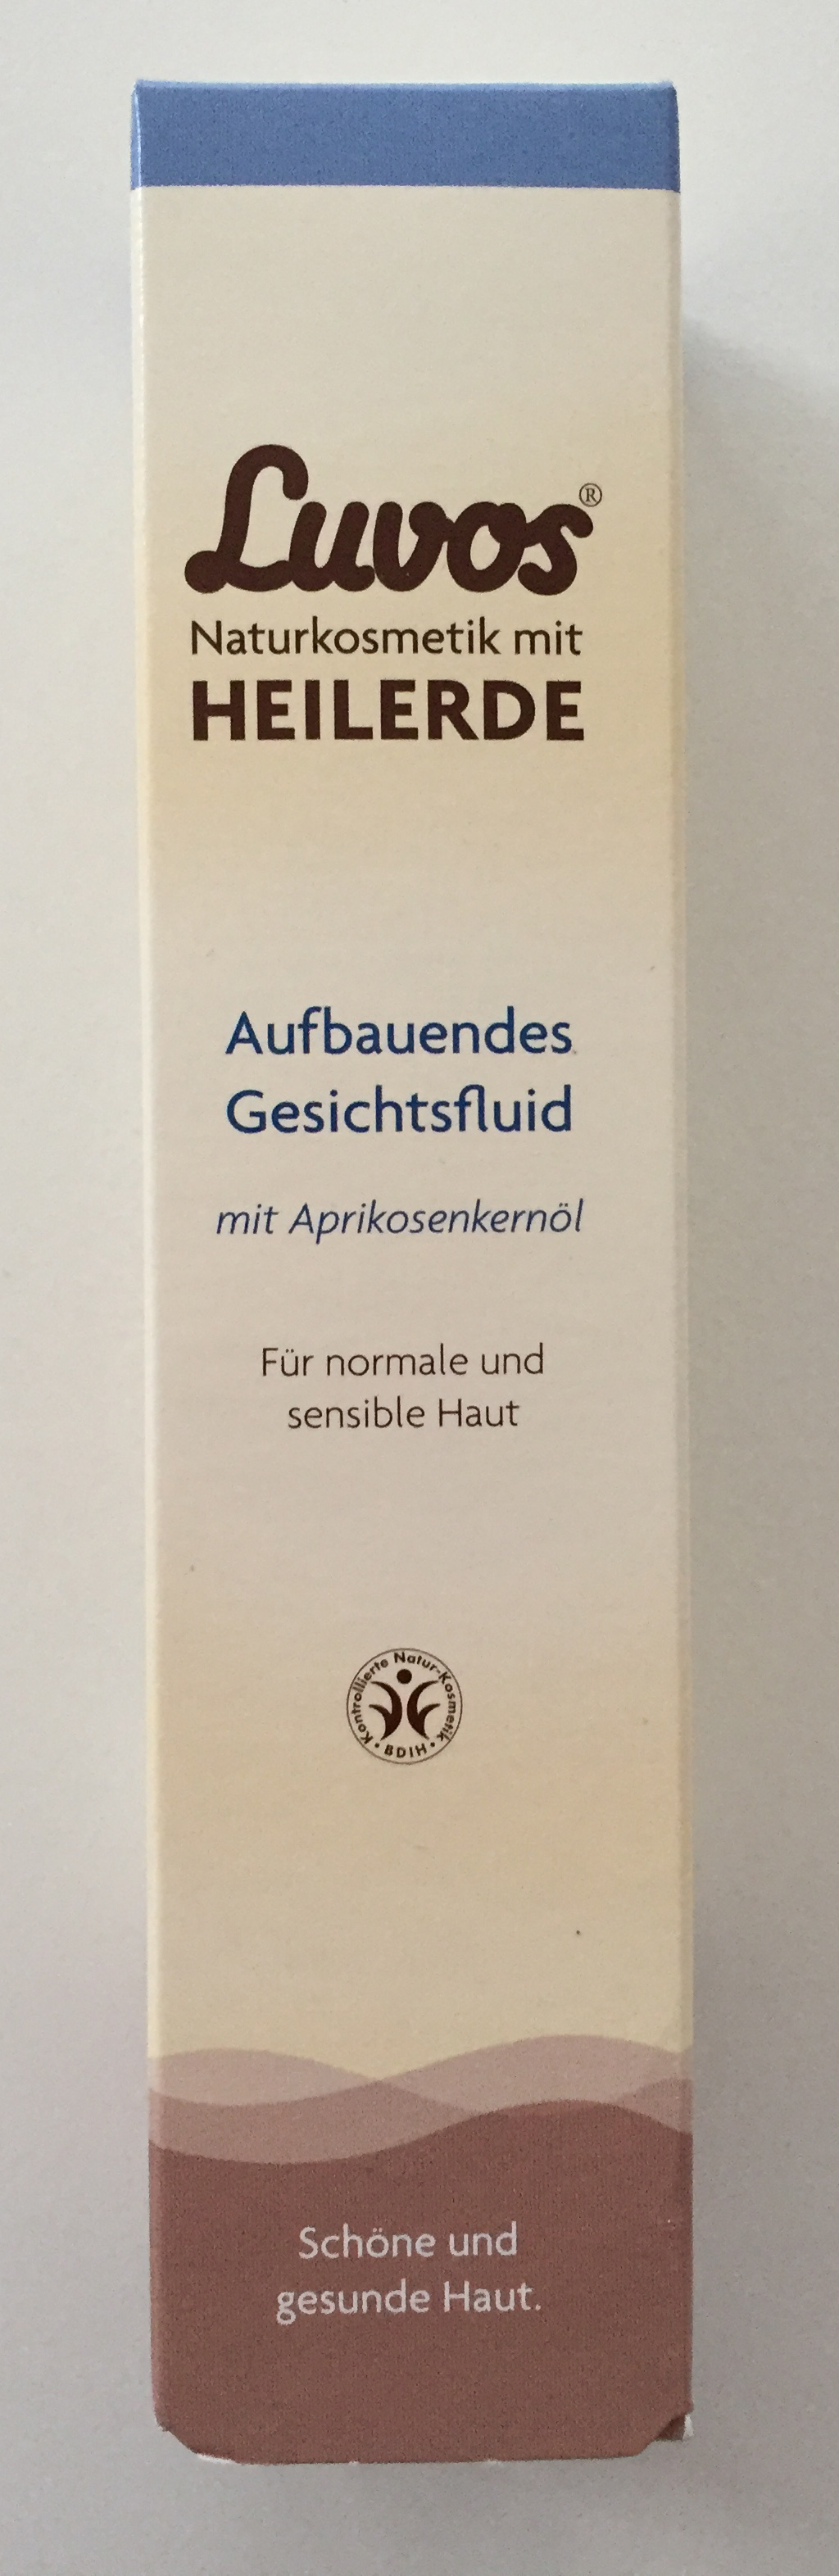 Luvos®
Naturkosmetik mit
HEILERDE
Aufbauendes
Gesichtsfluid
mit Aprikosenkernöl
Für normale und
sensible Haut
Kontrollierte Natur-Kosmetik
• BDIH •
Schöne und
gesunde Haut.